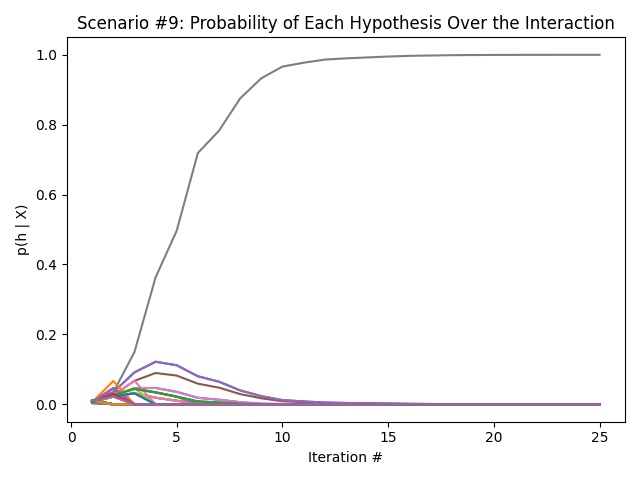 Scenario #9: Probability of Each Hypothesis Over the Interaction
1.0
0.8
0.6
0.4
0.2
0.0
p(h | X)
0 5 10 15 20 25
Iteration #